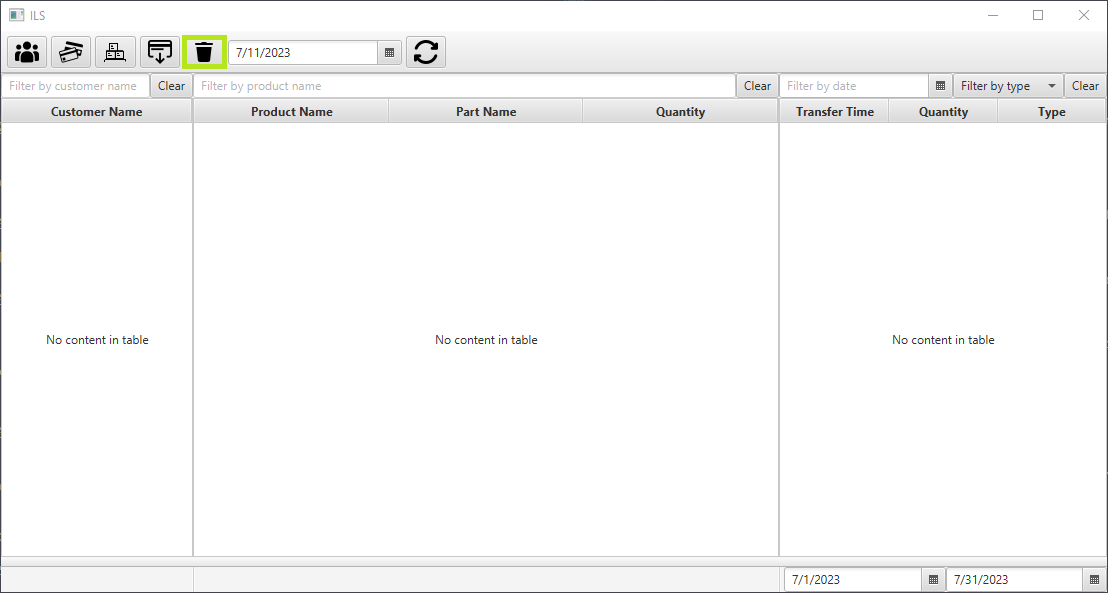 ILS
7/11/2023
Filter by customer name Clear Filter by product name Clear Filter by date Filter by type Clear
Customer Name Product Name Part Name Quantity Transfer Time Quantity Type
No content in table No content in table No content in table
7/1/2023 7/31/2023